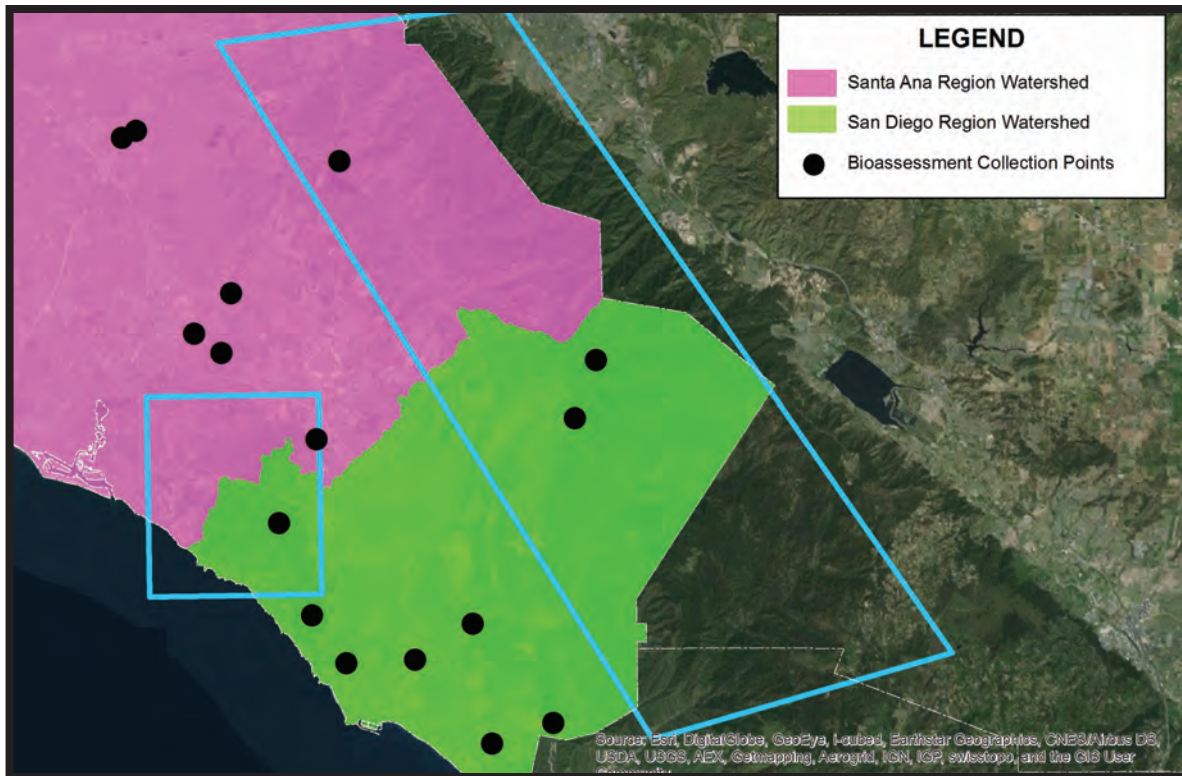 LEGEND
Santa Ana Region Watershed
San Diego Region Watershed
Bioassessment Collection Points
Source: Esri, DigitalGlobe, GeoEye, i-cubed, Earthstar Geographics, CNES/Airbus DS,
USDA, USGS, AEX, Getmapping, Aerogrid, IGN, IGP, swisstopo, and the GIS User
Community